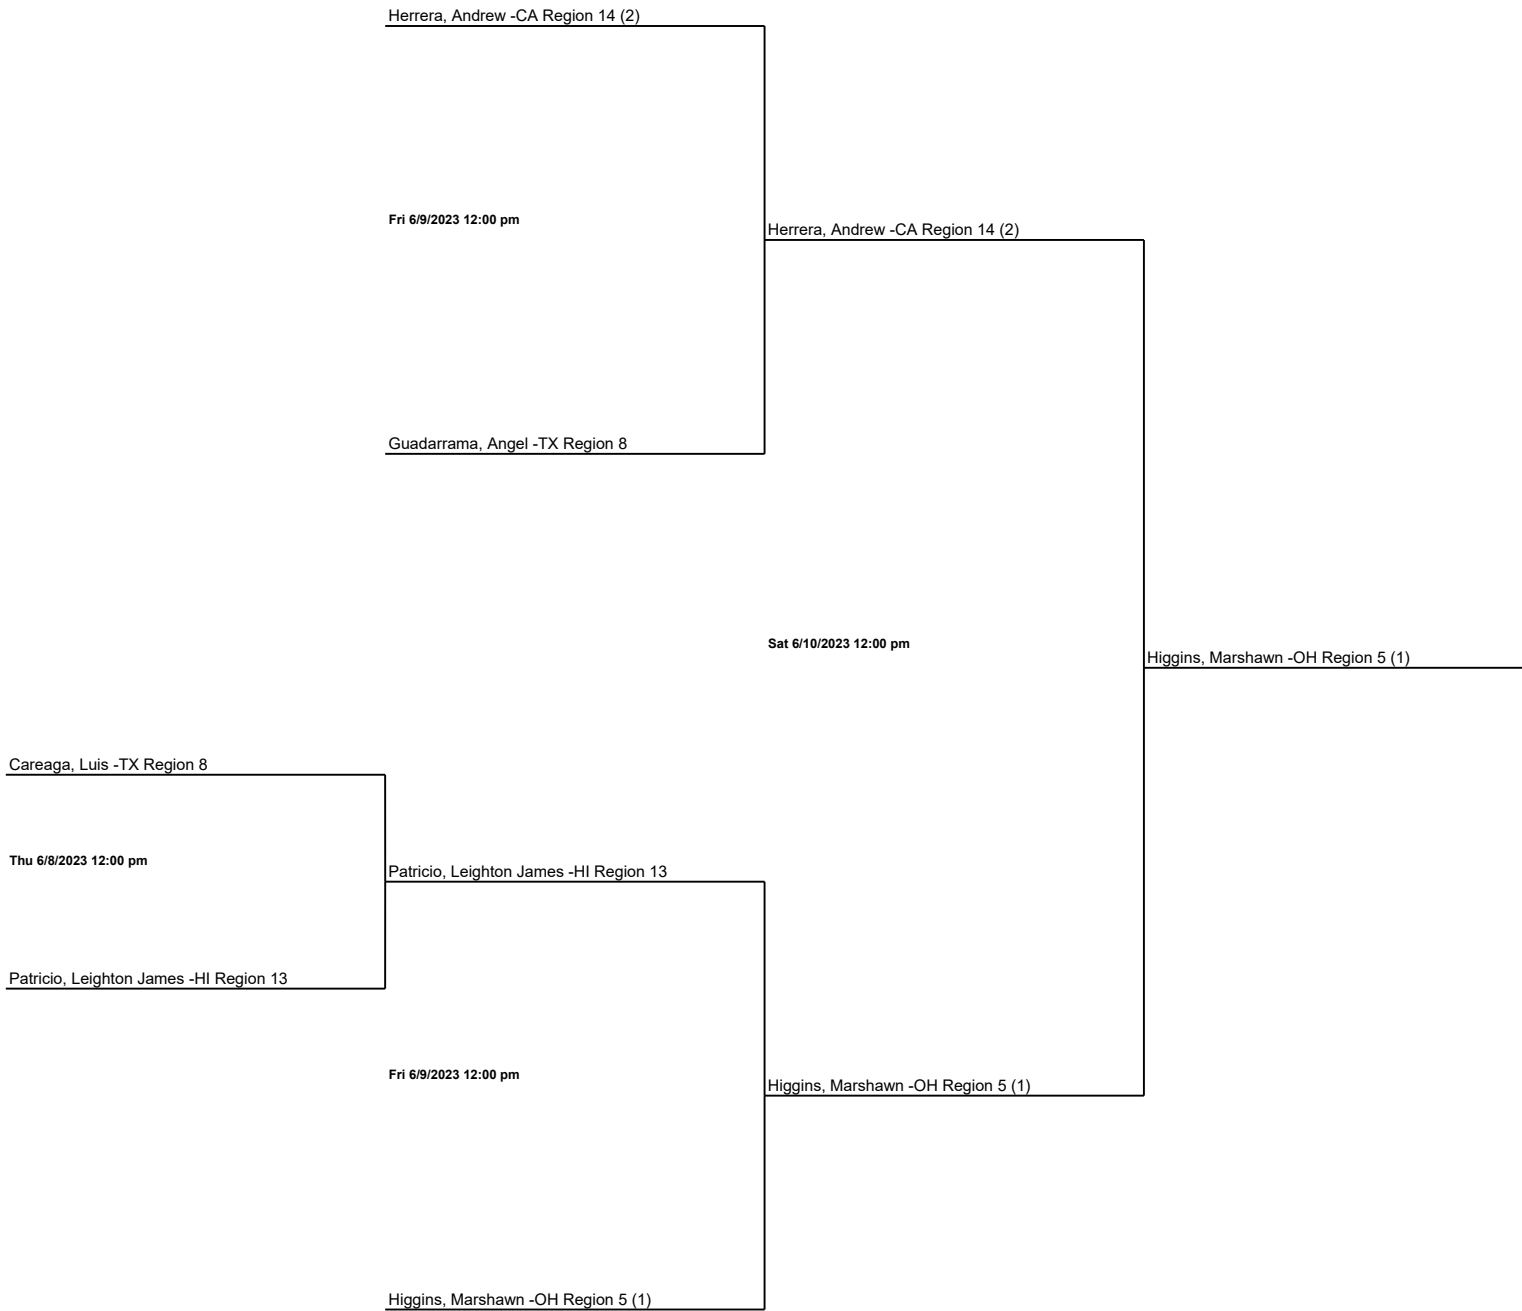 Herrera, Andrew -CA Region 14 (2)
Fri 6/9/2023 12:00 pm
Herrera, Andrew -CA Region 14 (2)
Guadarrama, Angel -TX Region 8
Sat 6/10/2023 12:00 pm
Higgins, Marshawn -OH Region 5 (1)
Careaga, Luis -TX Region 8
Thu 6/8/2023 12:00 pm
Patricio, Leighton James -HI Region 13
Patricio, Leighton James -HI Region 13
Fri 6/9/2023 12:00 pm
Higgins, Marshawn -OH Region 5 (1)
Higgins, Marshawn -OH Region 5 (1)